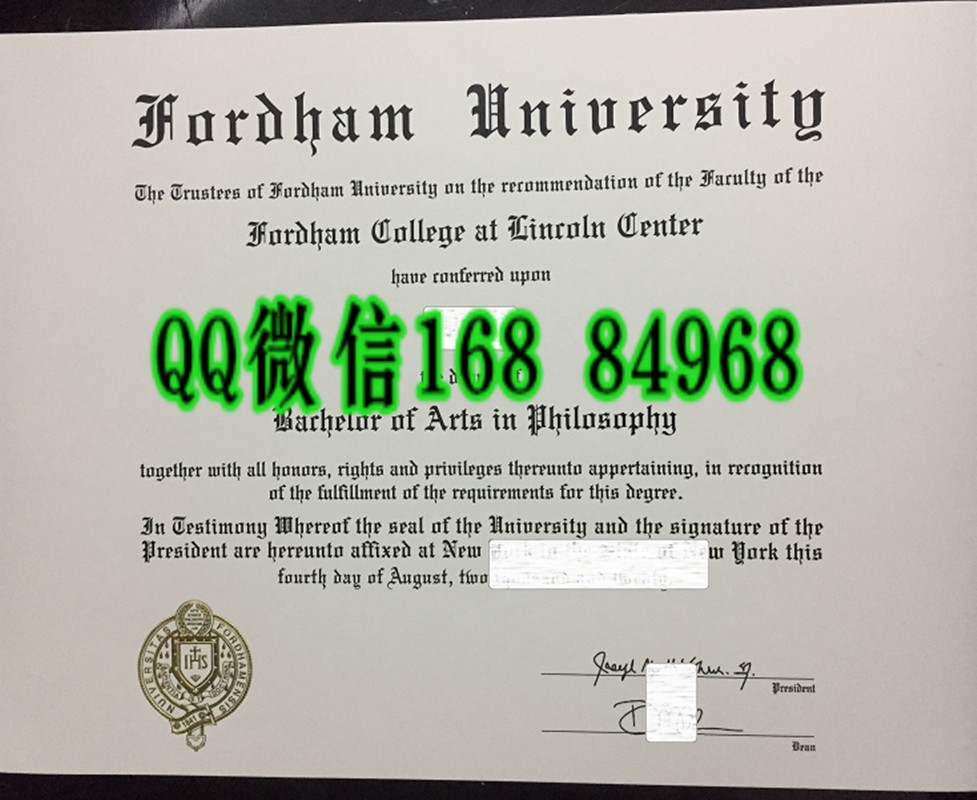 Fordham University
The Trustees of Fordham University on the recommendation of the Faculty of the
Fordham College at Lincoln Center
have conferred upon
QQ微信168 84968
Bachelor of Arts in Philosophy
together with all honors, rights and privileges thereunto appertaining, in recognition
of the fulfillment of the requirements for this degree.
In Testimony Whereof the seal of the University and the signature of the
President are hereunto affixed at New York this
fourth day of August, two
IHS
1841
President
Dean